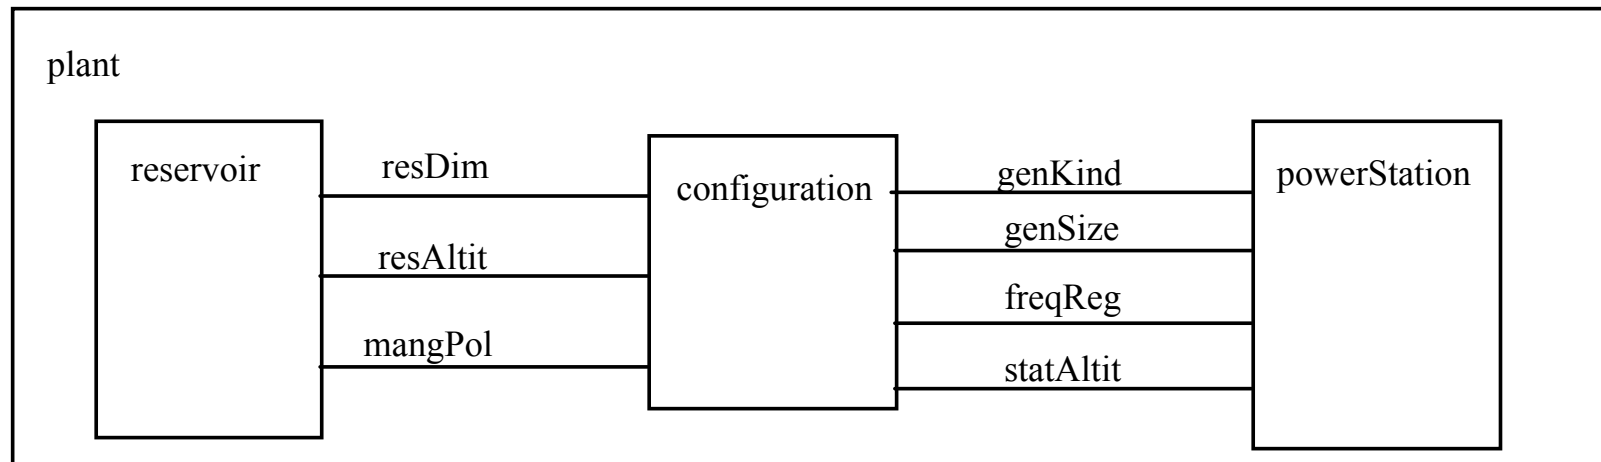 plant
reservoir
resDim
resAltit
mangPol
configuration
genKind
genSize
freqReg
statAltit
powerStation